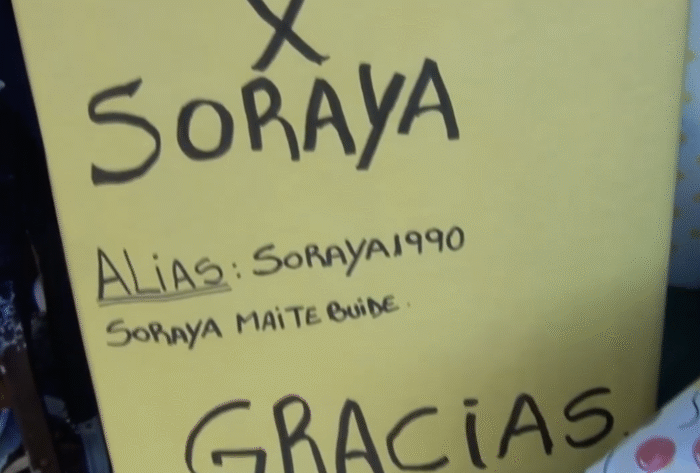 X
SORAYA
ALiAS: SORAYA1990
SORAYA MAiTE BUiDE.
GRACiAS.